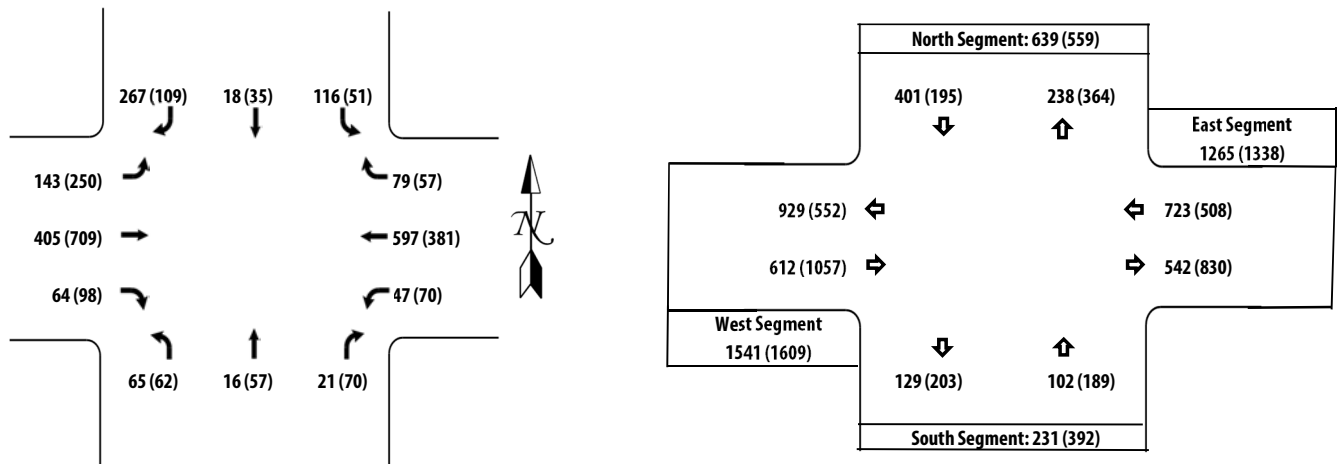 267 (109) 18 (35) 116 (51)
143 (250) 79 (57)
405 (709) 597 (381)
64 (98) 47 (70)
65 (62) 16 (57) 21 (70)
N
North Segment: 639 (559)
401 (195) 238 (364)
East Segment
1265 (1338)
929 (552) 723 (508)
612 (1057) 542 (830)
West Segment
1541 (1609)
129 (203) 102 (189)
South Segment: 231 (392)